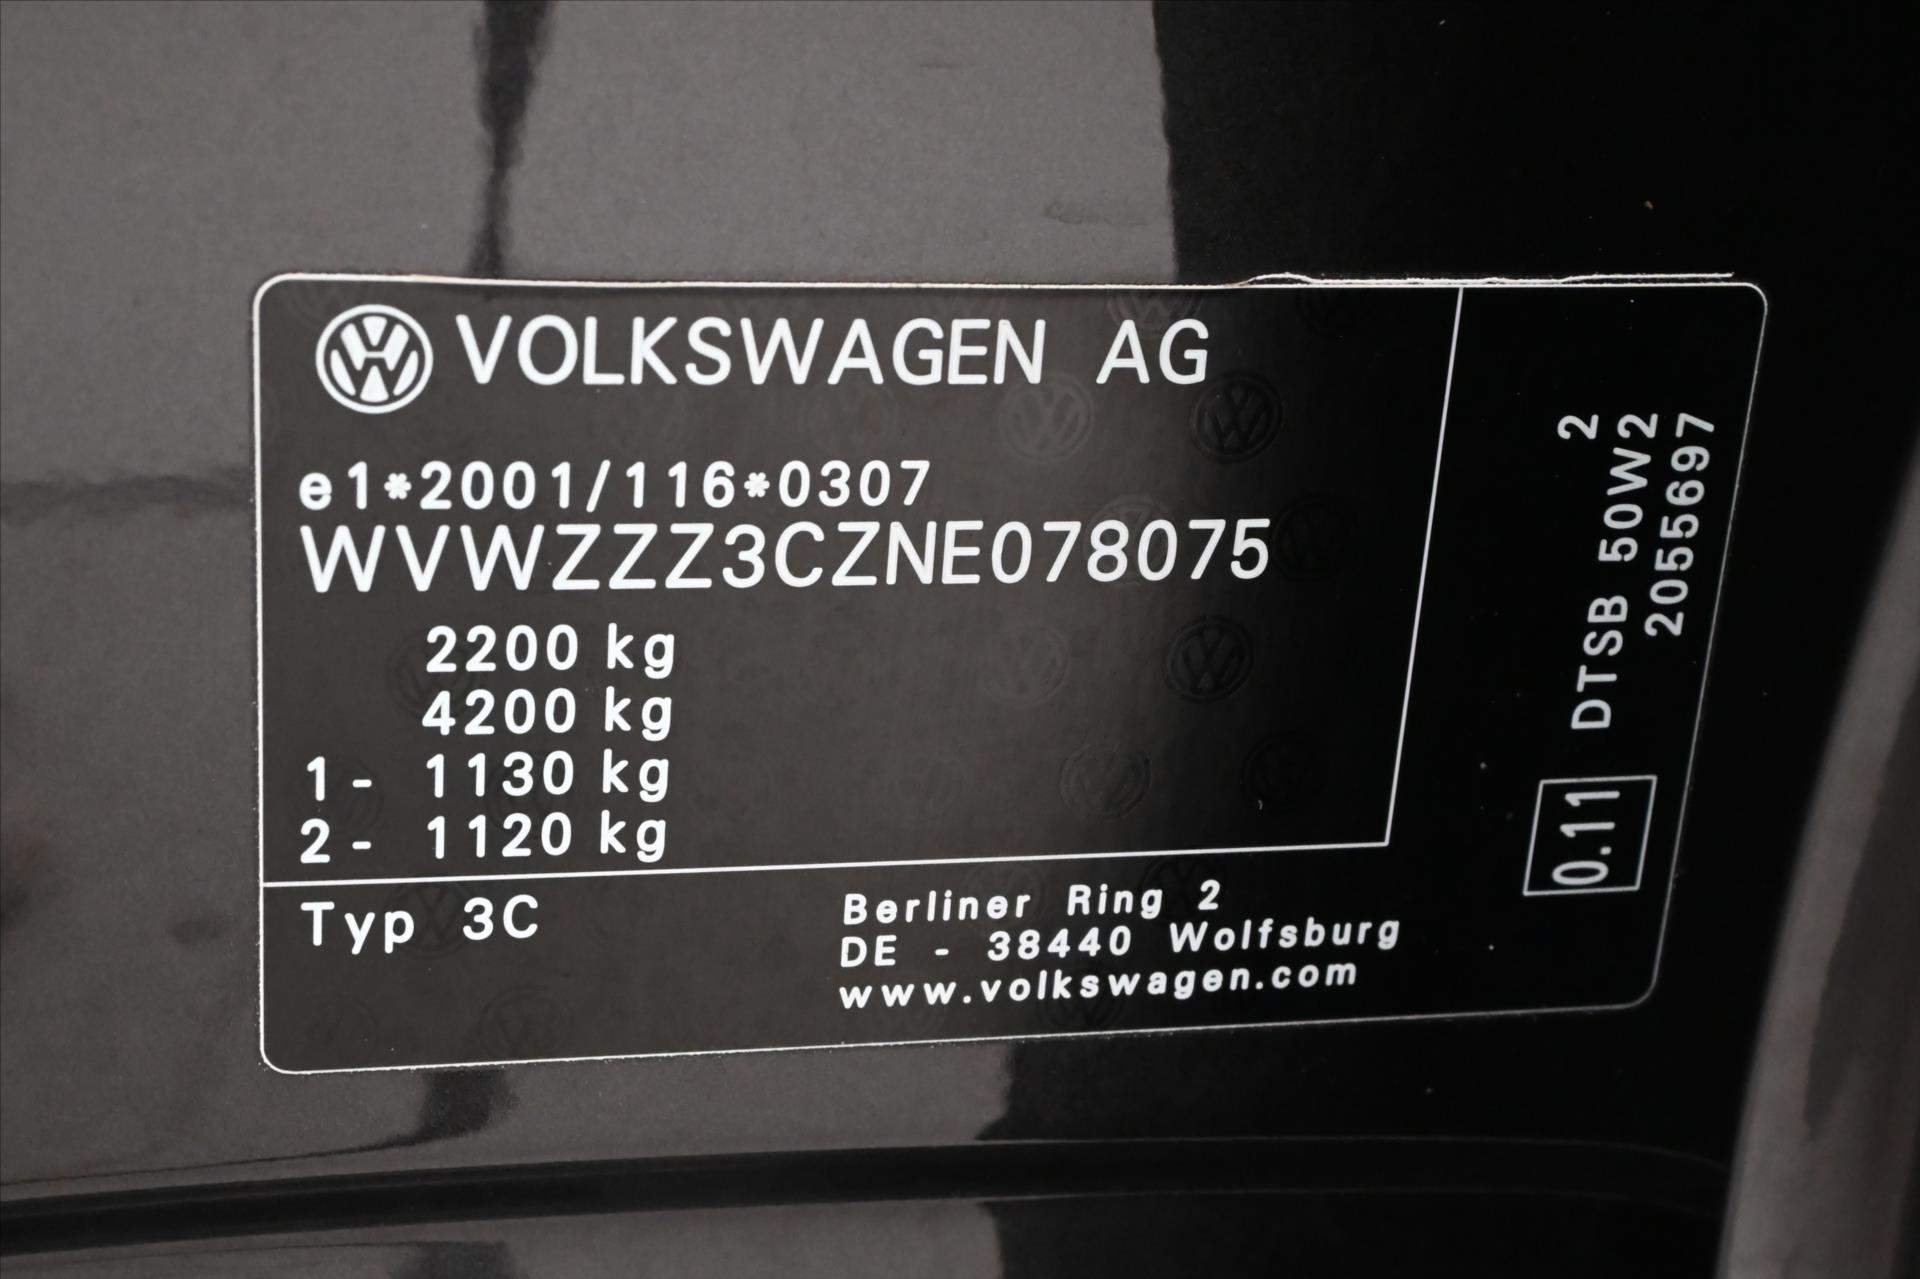 VOLKSWAGEN AG
e1*2001/116*0307
WVWZZZ3CZNE078075
2200 kg
4200 kg
1- 1130 kg
2- 1120 kg
Typ 3C
Berliner Ring 2
DE - 38440 Wolfsburg
www.volkswagen.com
2
0.11 DTSB 50W2
2055697